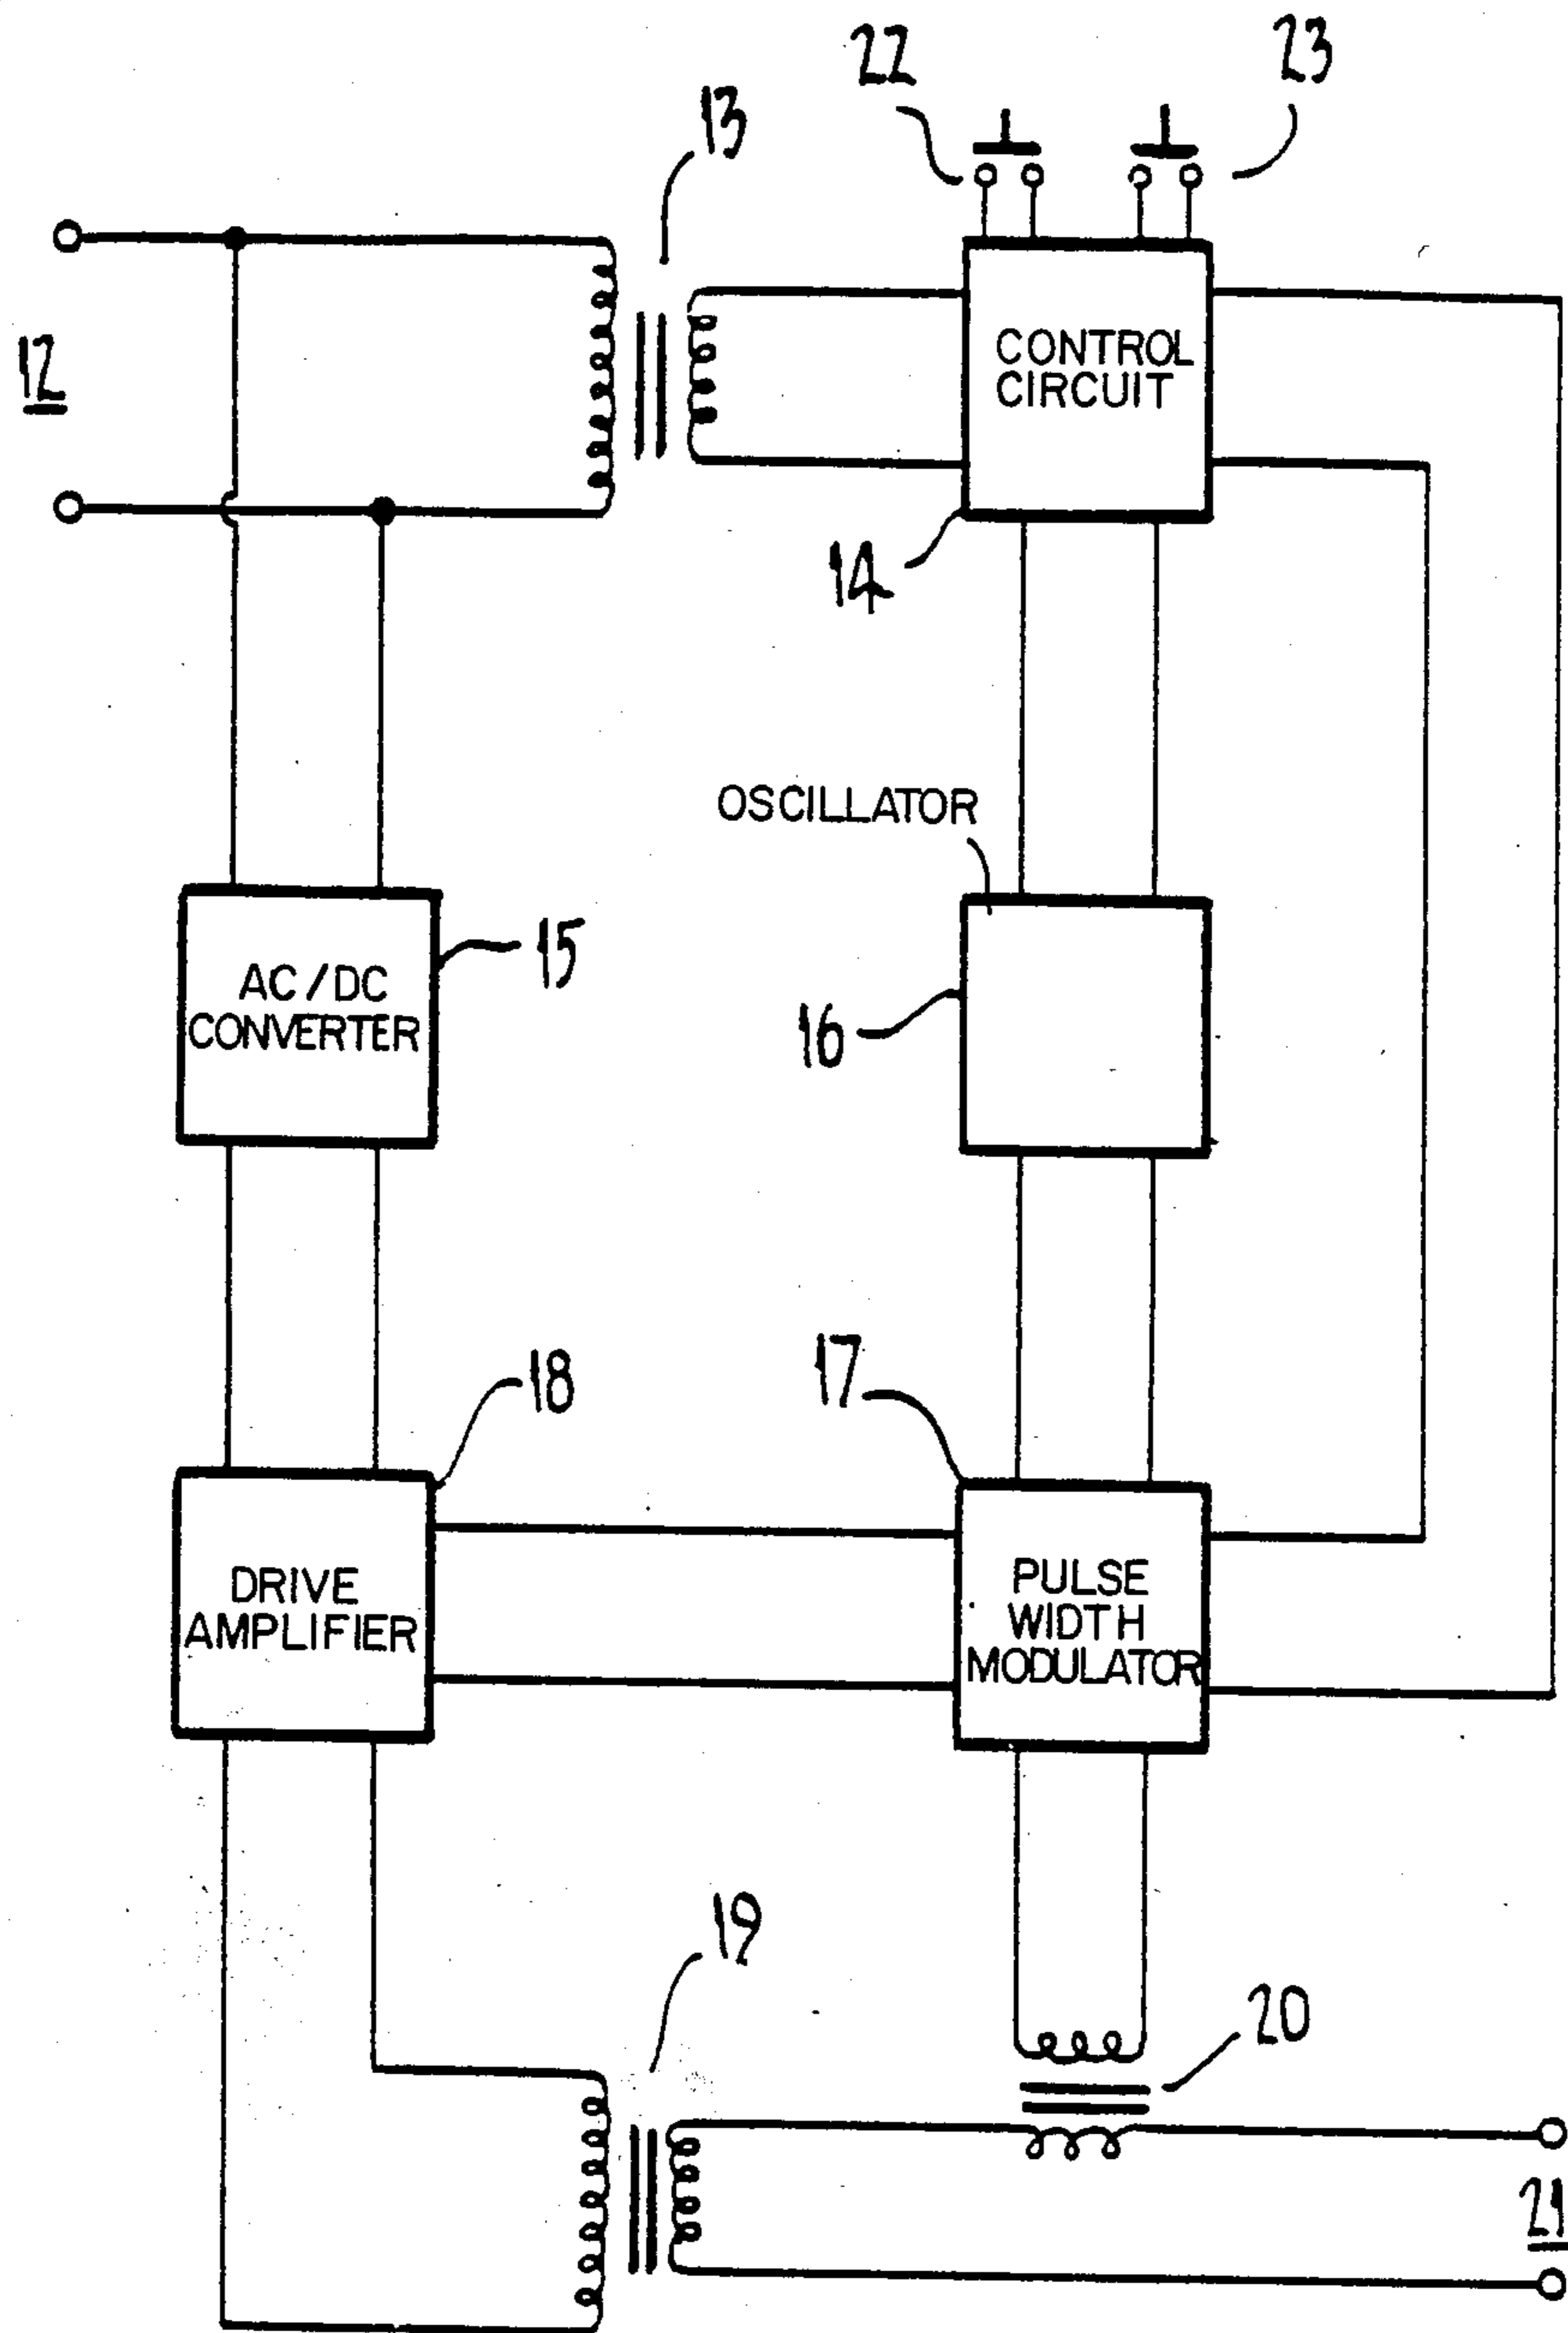 22
23
13
12
CONTROL
CIRCUIT
14
OSCILLATOR
15
AC/DC
CONVERTER
16
18
17
DRIVE
AMPLIFIER
PULSE
WIDTH
MODULATOR
19
20
21